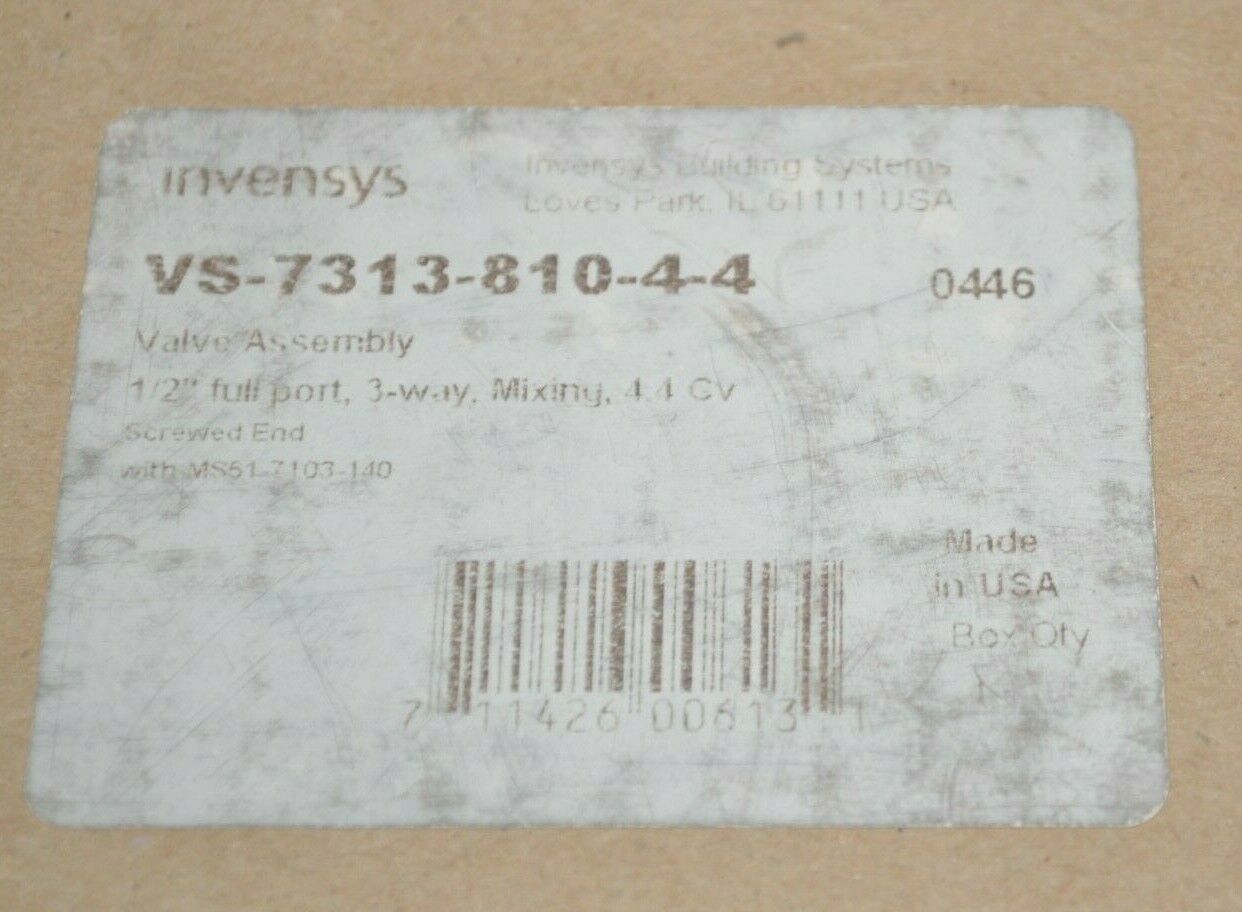 invensys
Invensys Building Systems
Loves Park, IL 61111 USA
VS-7313-810-4-4
0446
Valve Assembly
1/2" full port, 3-way, Mixing, 4.4 Cv
Screwed End
with MS51-7103-140
Made
in USA
Box Qty
7 11426 00613 1